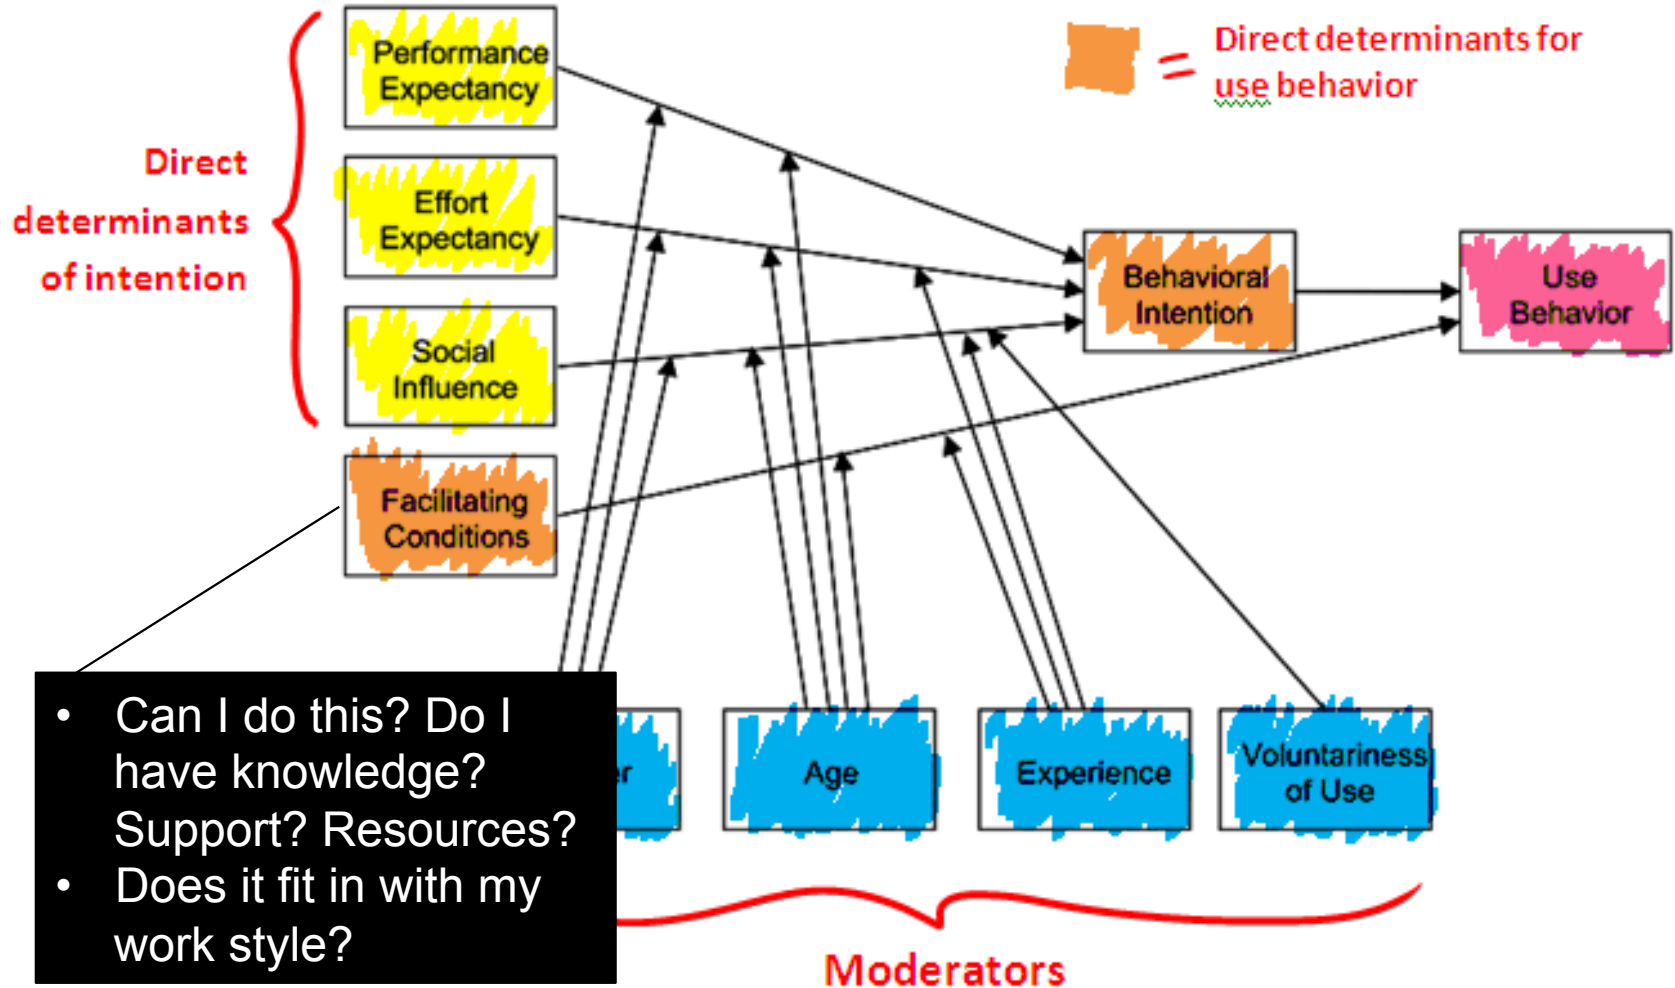 Performance
Expectancy
Direct determinants for
use behavior
Direct
determinants
of intention
Effort
Expectancy
Behavioral
Intention
Use
Behavior
Social
Influence
Facilitating
Conditions
• Can I do this? Do I
have knowledge?
Support? Resources?
• Does it fit in with my
work style?
er
Age
Experience
Voluntariness
of Use
Moderators